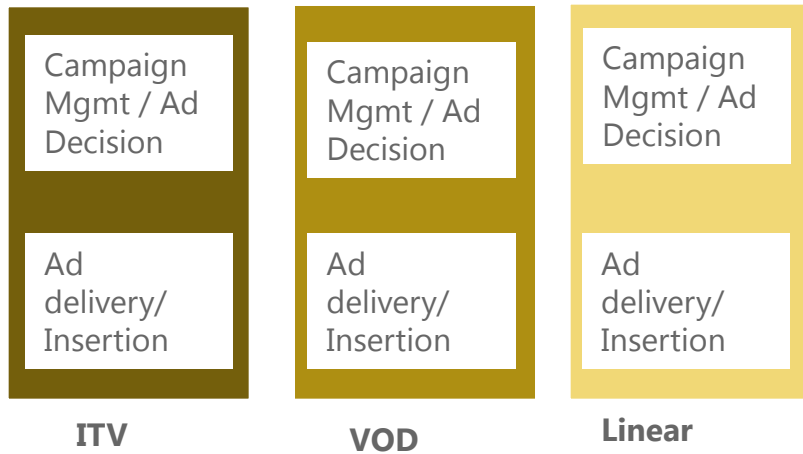 Campaign
Mgmt / Ad
Decision
Ad
delivery/
Insertion
ITV
Campaign
Mgmt / Ad
Decision
Ad
delivery/
Insertion
VOD
Campaign
Mgmt / Ad
Decision
Ad
delivery/
Insertion
Linear